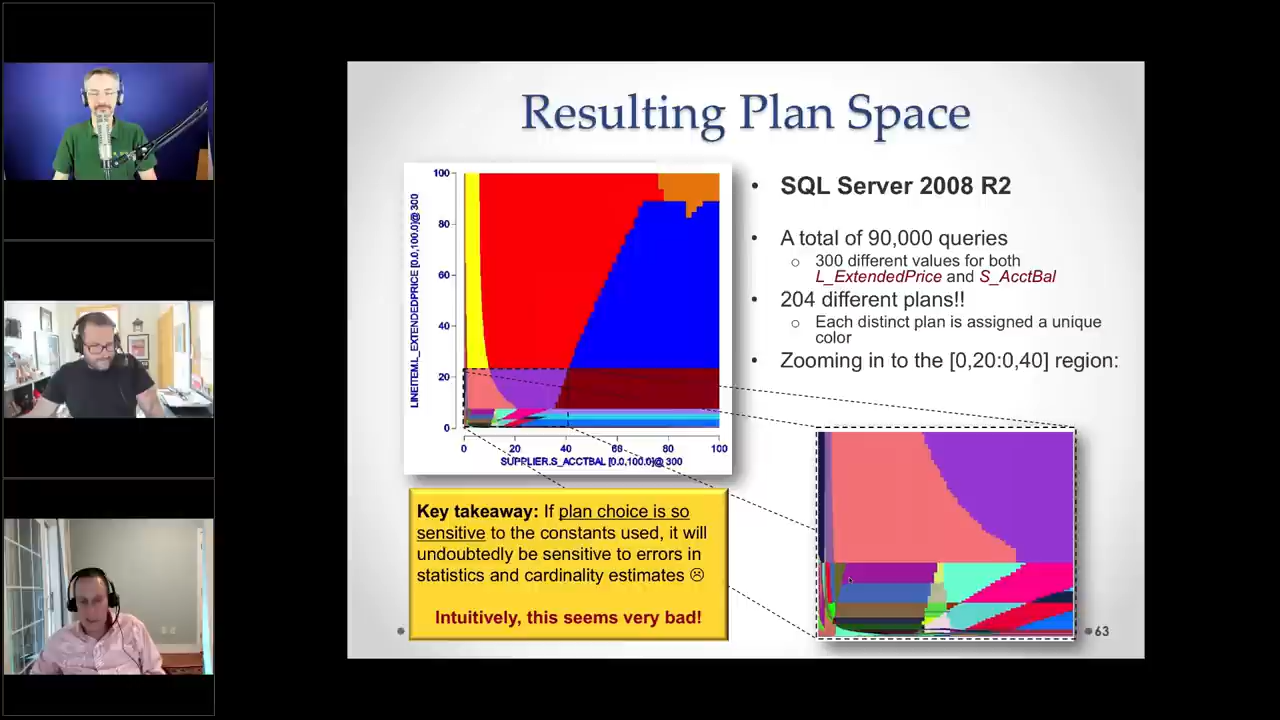 Resulting Plan Space
100
80
60
40
20
0
LINEITEM.L_EXTENDEDPRICE [0.0,100.0]@ 300
0 20 40 60 80 100
SUPPLIER.S_ACCTBAL [0.0,100.0]@ 300
• SQL Server 2008 R2
• A total of 90,000 queries
o 300 different values for both
L_ExtendedPrice and S_AcctBal
• 204 different plans!!
o Each distinct plan is assigned a unique
color
• Zooming in to the [0,20:0,40] region:
Key takeaway: If plan choice is so
sensitive to the constants used, it will
undoubtedly be sensitive to errors in
statistics and cardinality estimates ☹
Intuitively, this seems very bad!
63